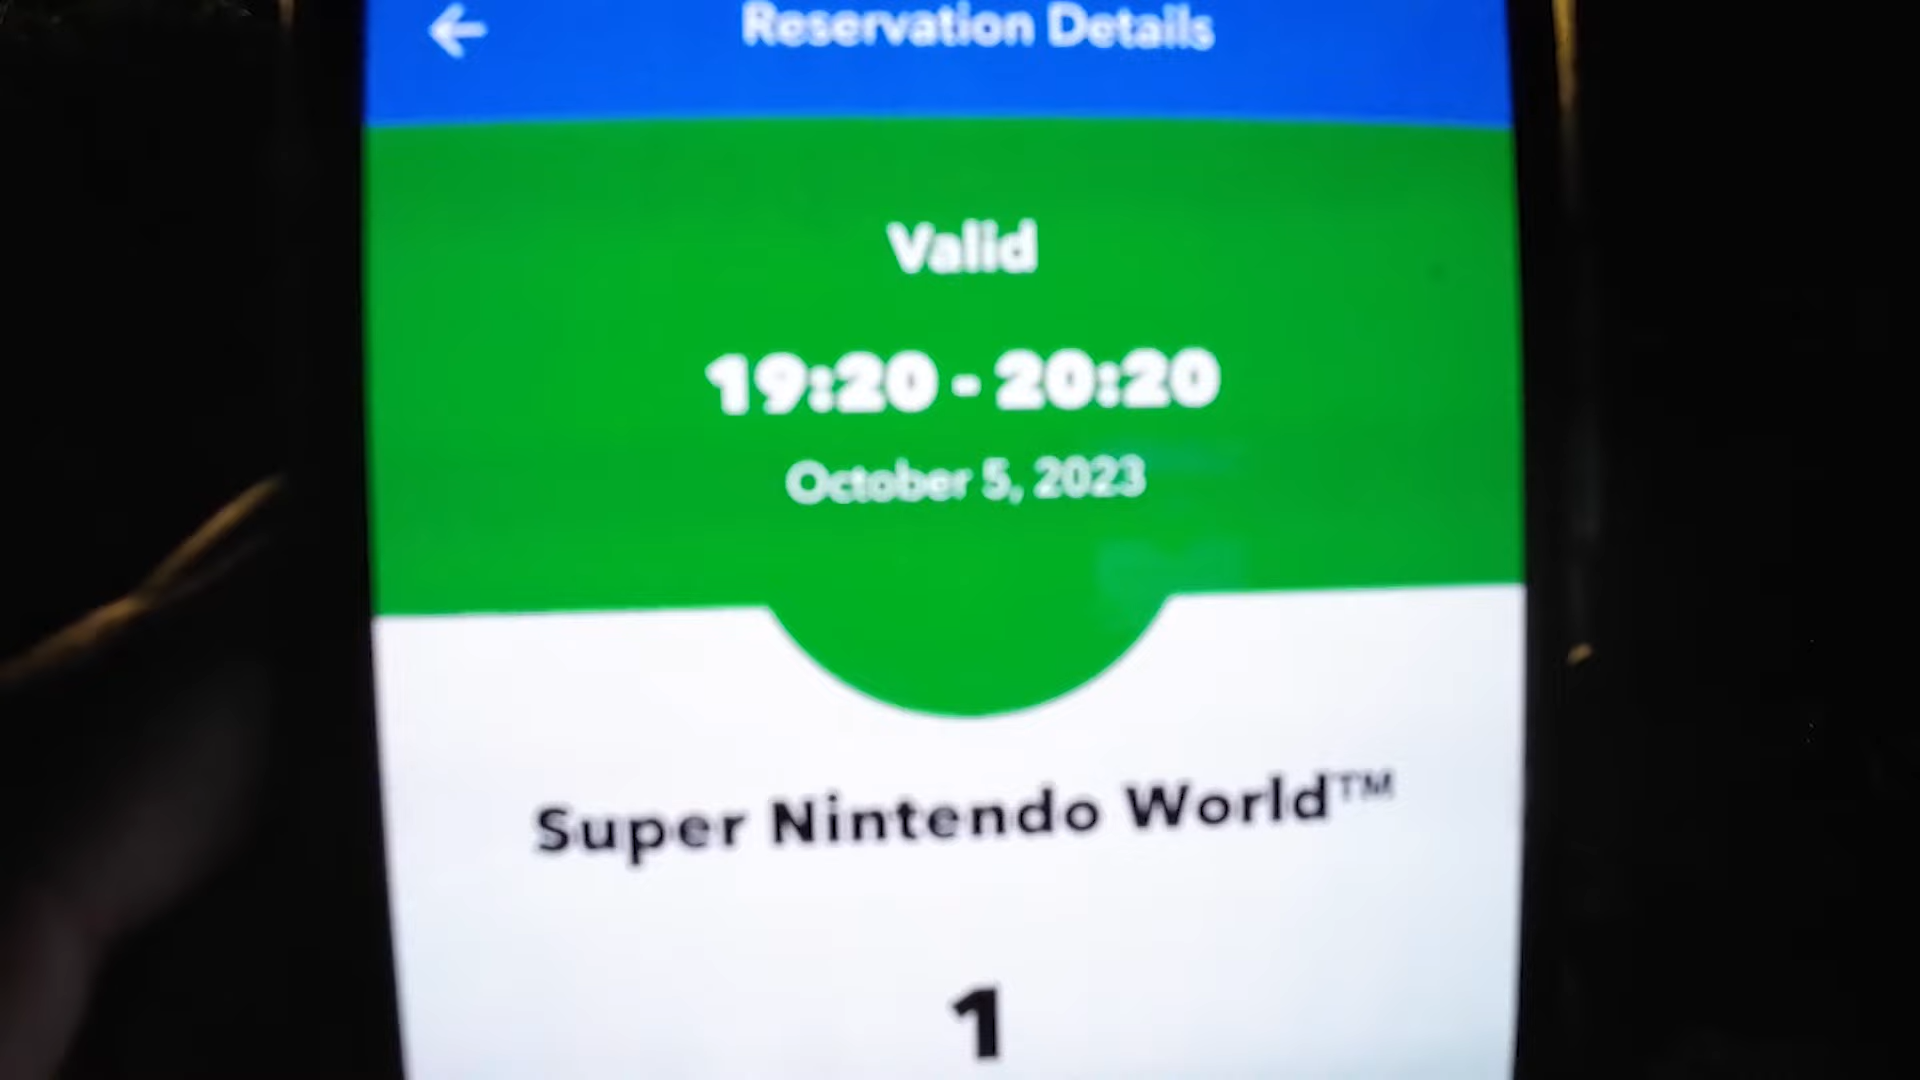 Reservation Details
Valid
19:20 - 20:20
October 5, 2023
Super Nintendo World™
1